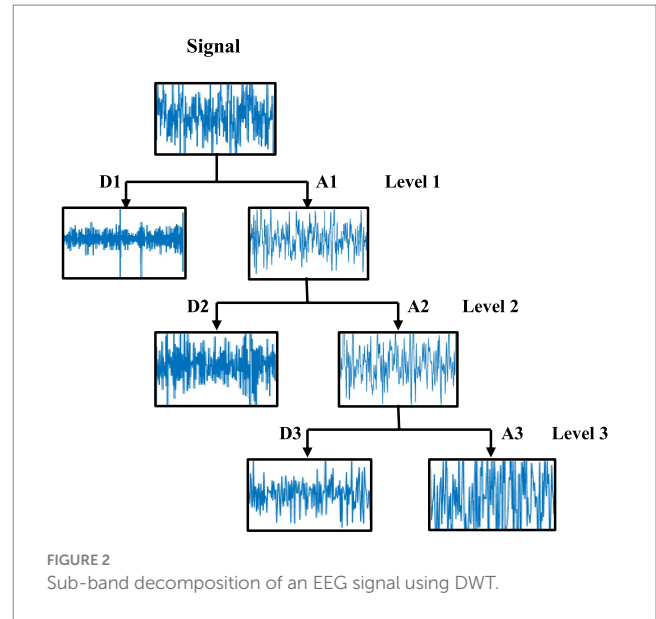 Signal
D1 A1 Level 1
D2 A2 Level 2
D3 A3 Level 3
FIGURE 2
Sub-band decomposition of an EEG signal using DWT.